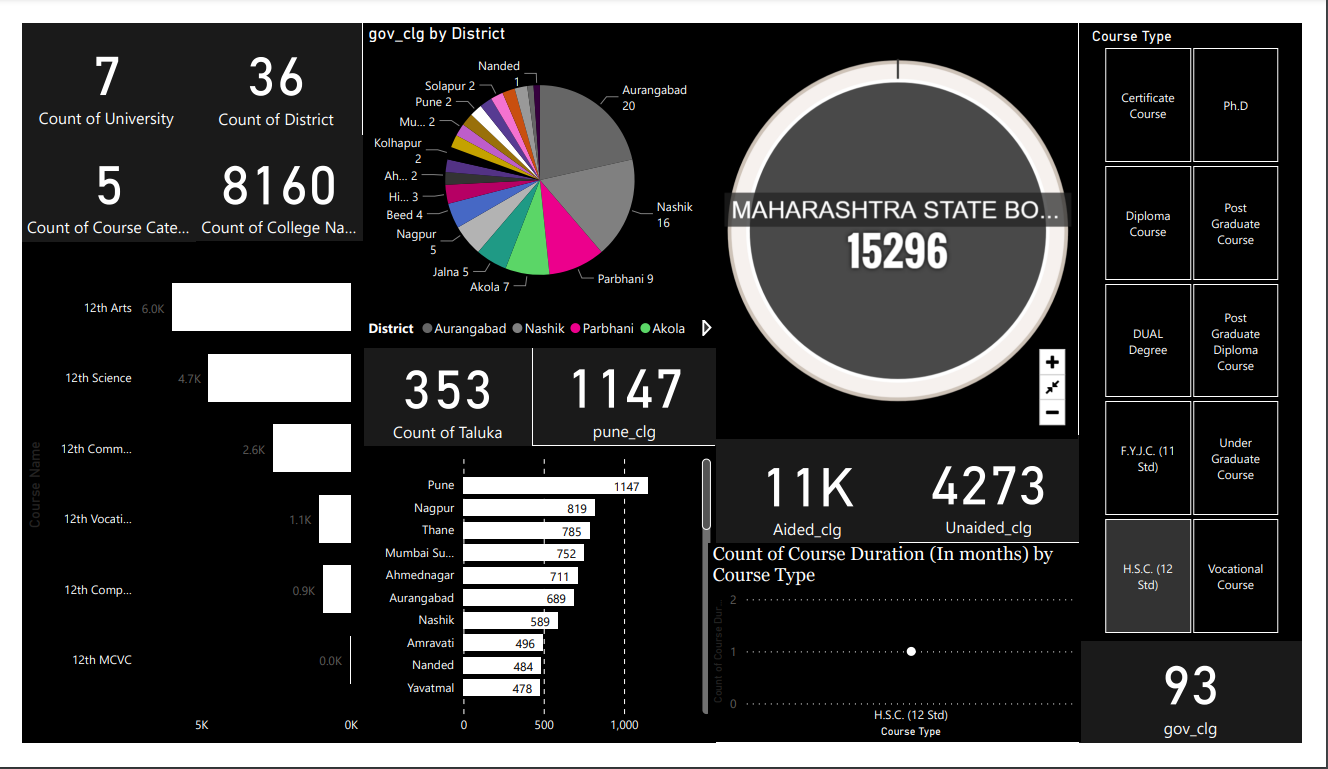 7
Count of University
36
Count of District
5
Count of Course Cate...
8160
Count of College Na...
Course Name
12th Arts 6.0K
12th Science 4.7K
12th Comm... 2.6K
12th Vocati... 1.1K
12th Comp... 0.9K
12th MCVC 0.0K
5K 0K
gov_clg by District
Nanded
1
Solapur 2
Pune 2
Mu... 2
Kolhapur
2
Ah... 2
Hi... 3
Beed 4
Nagpur
5
Jalna 5
Akola 7
Parbhani 9
Nashik
16
Aurangabad
20
District Aurangabad Nashik Parbhani Akola
353
Count of Taluka
1147
pune_clg
Pune 1147
Nagpur 819
Thane 785
Mumbai Su... 752
Ahmednagar 711
Aurangabad 689
Nashik 589
Amravati 496
Nanded 484
Yavatmal 478
0 500 1,000
MAHARASHTRA STATE BO...
15296
11K
Aided_clg
4273
Unaided_clg
Count of Course Duration (In months) by
Course Type
Count of Course Dur...
2
1
0
H.S.C. (12 Std)
Course Type
Course Type
Certificate
Course
Ph.D
Diploma
Course
Post
Graduate
Course
DUAL
Degree
Post
Graduate
Diploma
Course
F.Y.J.C. (11
Std)
Under
Graduate
Course
H.S.C. (12
Std)
Vocational
Course
93
gov_clg